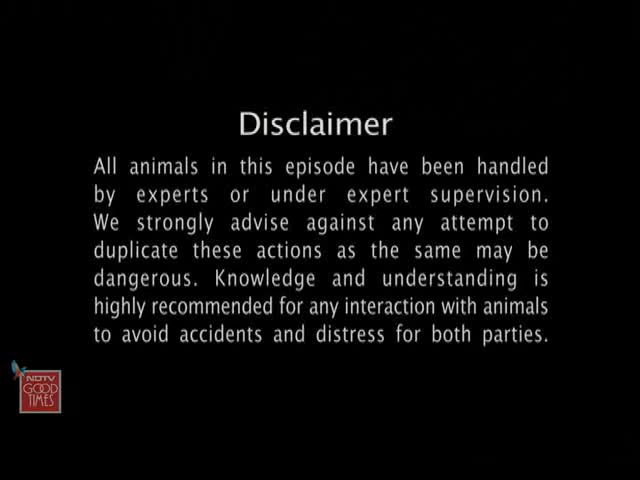 Disclaimer
All animals in this episode have been handled
by experts or under expert supervision.
We strongly advise against any attempt to
duplicate these actions as the same may be
dangerous. Knowledge and understanding is
highly recommended for any interaction with animals
to avoid accidents and distress for both parties.
NDTV
GOOD
TIMES